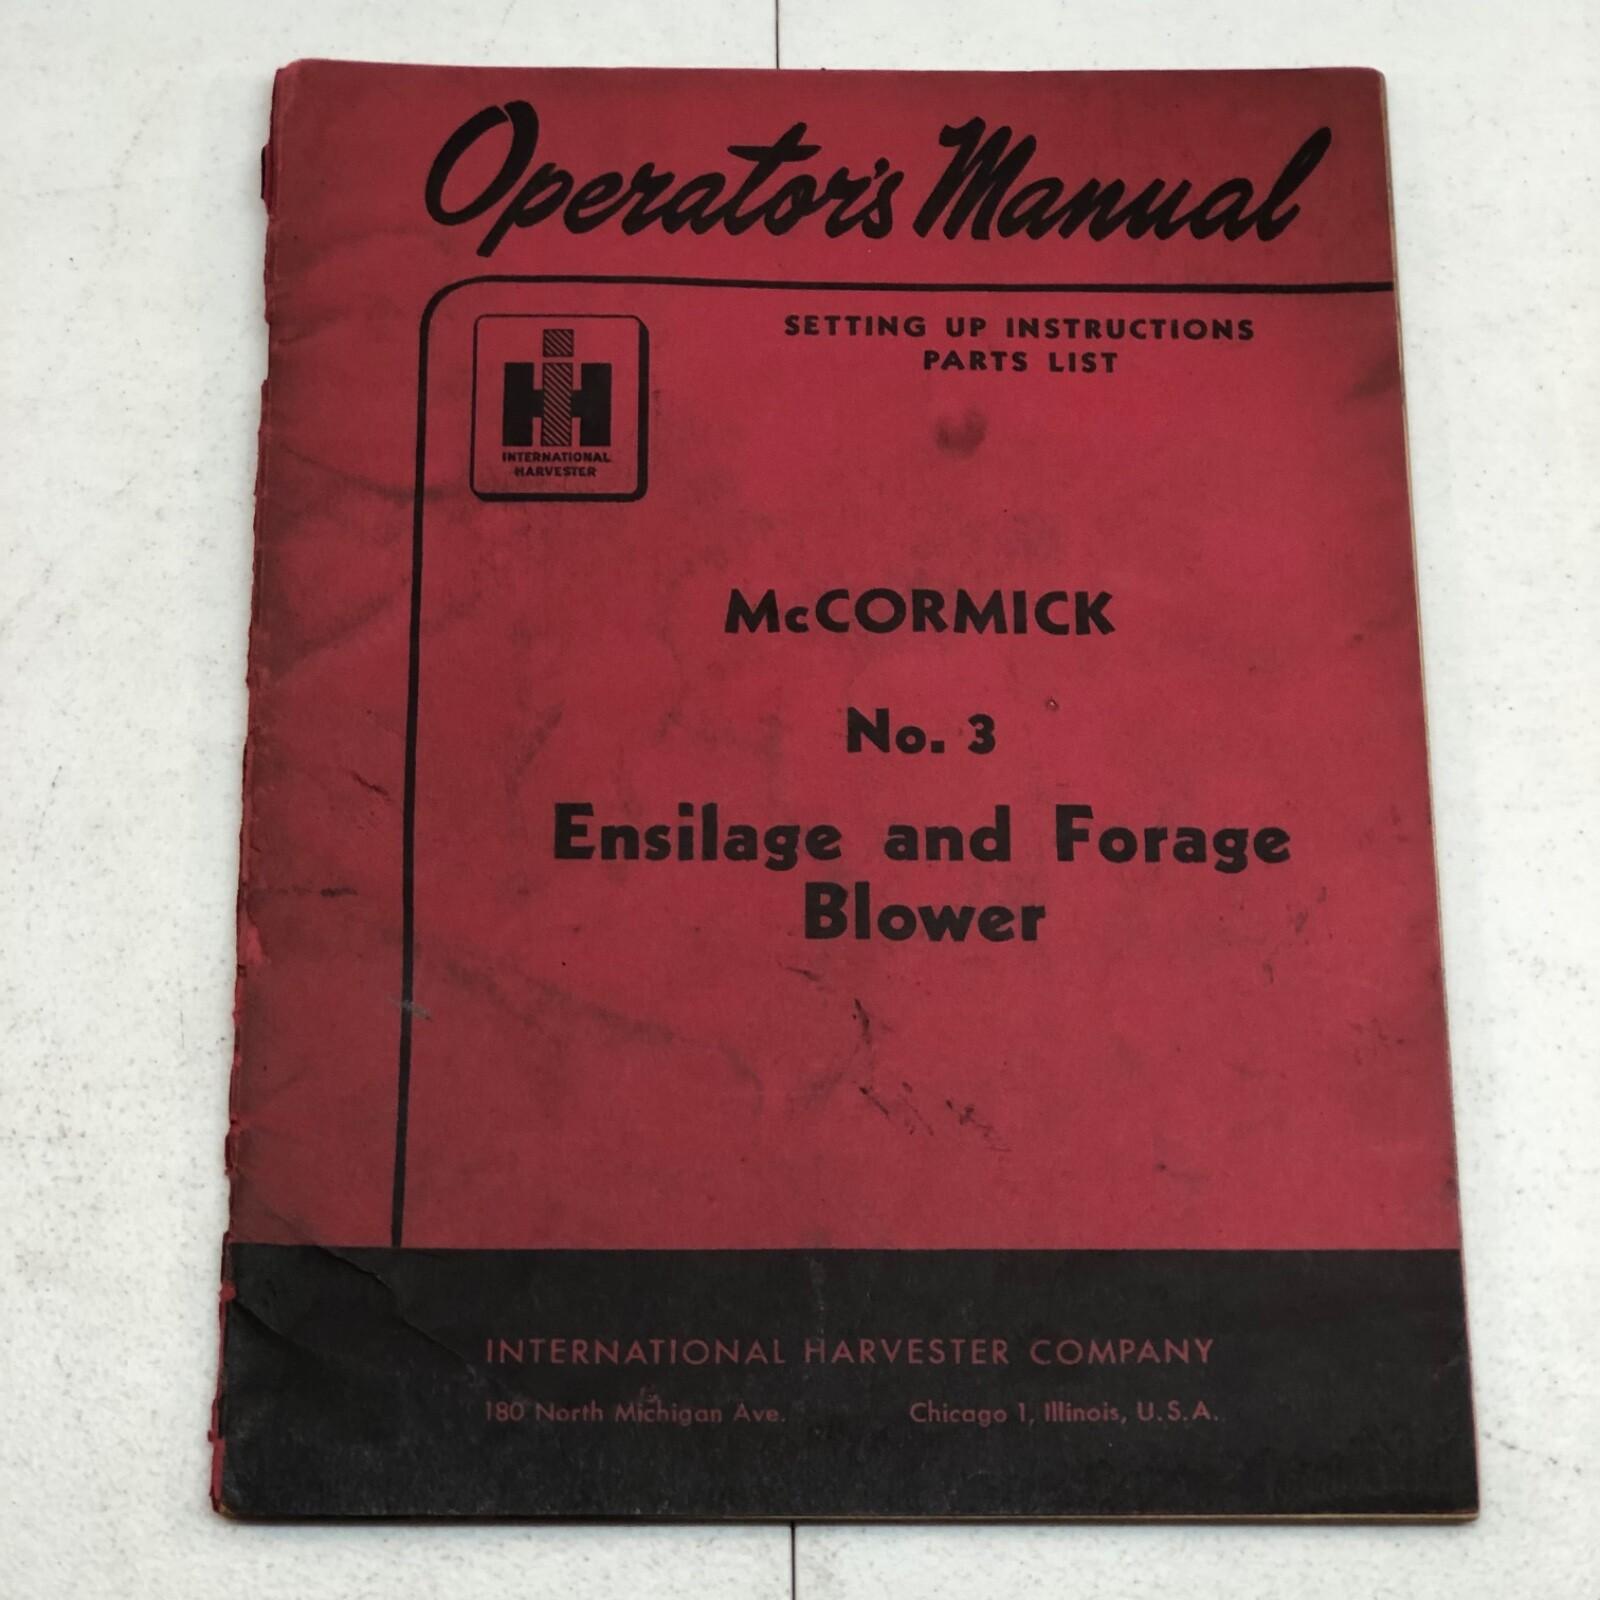 Operator's Manual
SETTING UP INSTRUCTIONS
PARTS LIST
IH
INTERNATIONAL
HARVESTER
McCORMICK
No. 3
Ensilage and Forage
Blower
INTERNATIONAL HARVESTER COMPANY
180 North Michigan Ave. Chicago 1, Illinois, U.S.A.